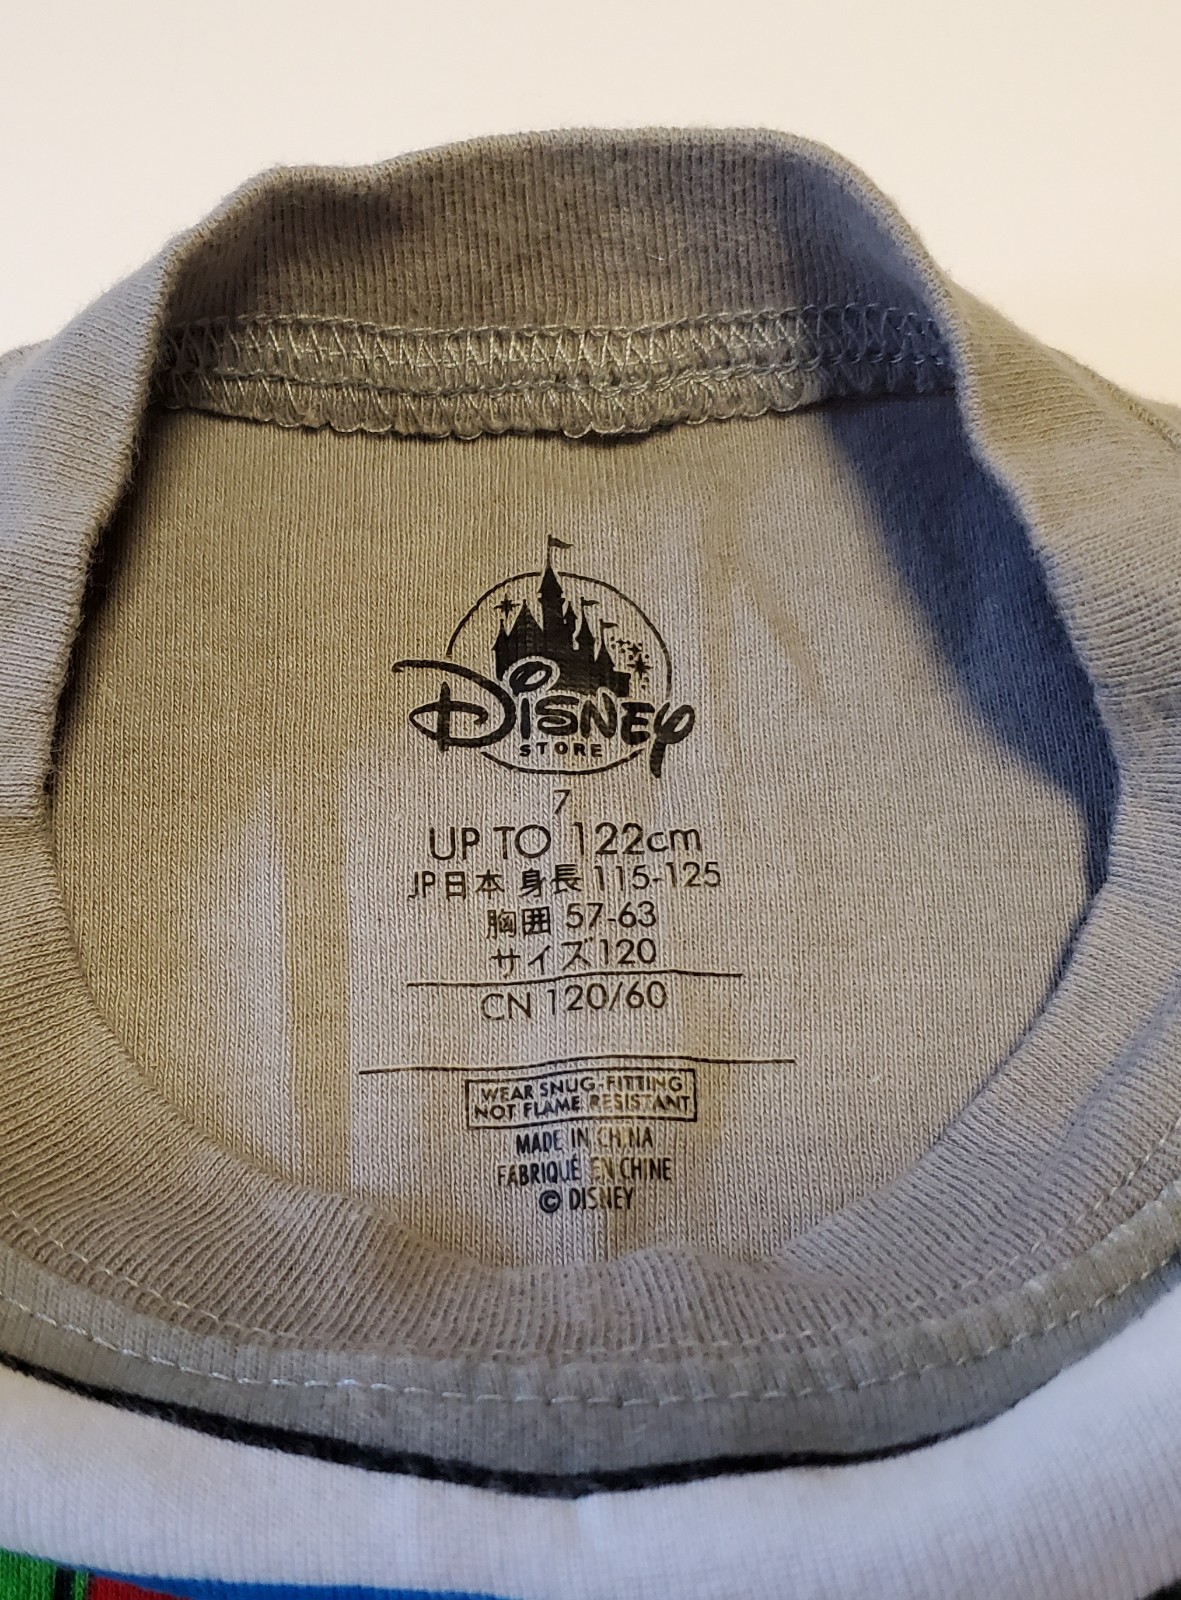 Disney
STORE
7
UP TO 122cm
JP日本 身長 115-125
胸囲 57-63
サイズ120
CN 120/60
WEAR SNUG-FITTING
NOT FLAME RESISTANT
MADE IN CHINA
FABRIQUÉ EN CHINE
© DISNEY